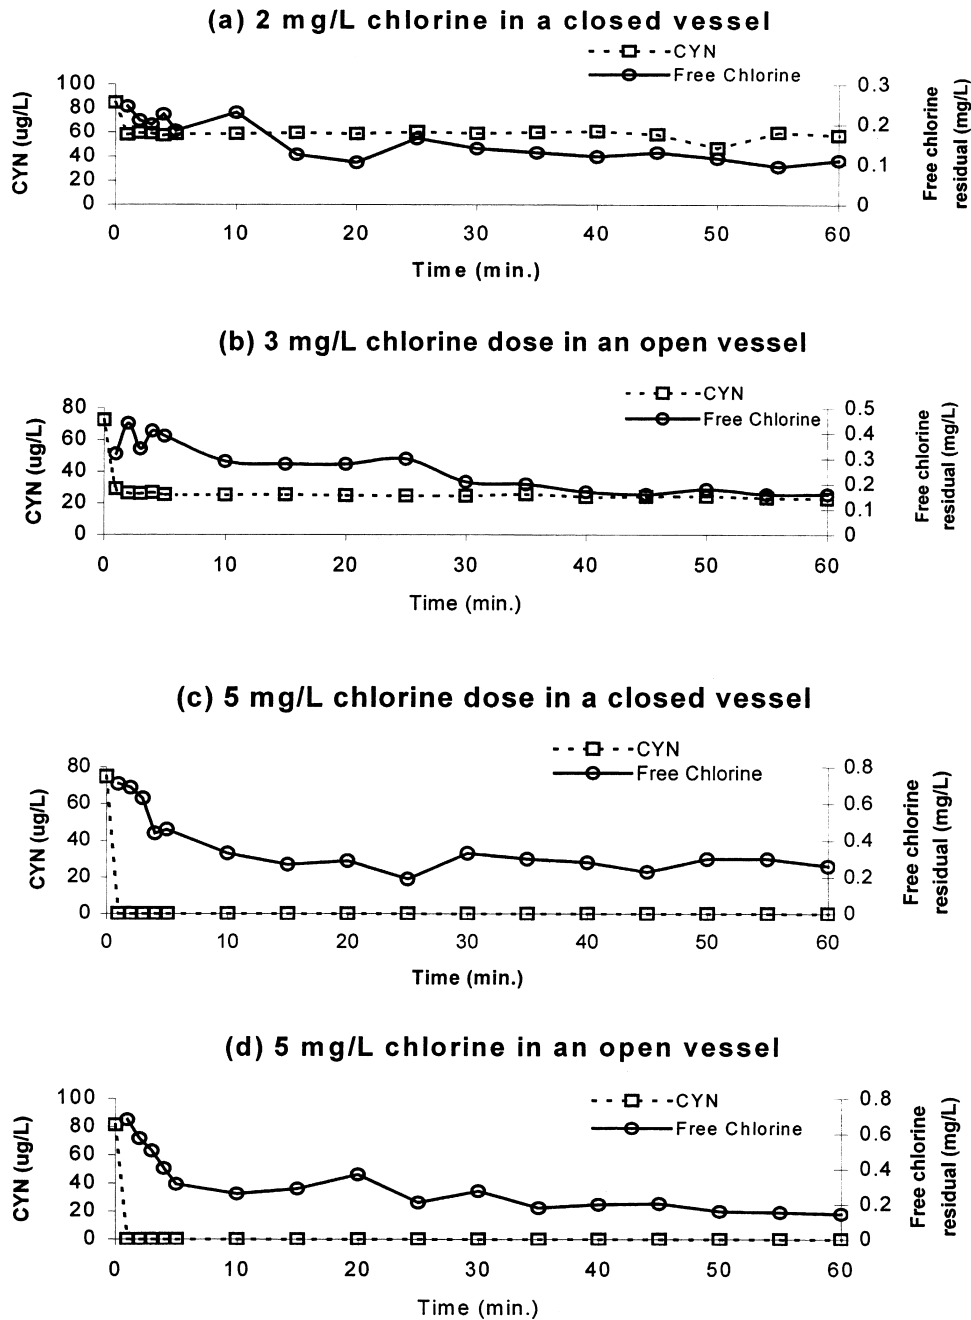 (a) 2 mg/L chlorine in a closed vessel
CYN
Free Chlorine
CYN (ug/L)
100
80
60
40
20
0
0.3
0.2
0.1
0
Free chlorine
residual (mg/L)
0 10 20 30 40 50 60
Time (min.)
(b) 3 mg/L chlorine dose in an open vessel
CYN
Free Chlorine
CYN (ug/L)
80
60
40
20
0
0.5
0.4
0.3
0.2
0.1
0
Free chlorine
residual (mg/L)
0 10 20 30 40 50 60
Time (min.)
(c) 5 mg/L chlorine dose in a closed vessel
CYN
Free Chlorine
CYN (ug/L)
80
60
40
20
0
0.8
0.6
0.4
0.2
0
Free chlorine
residual (mg/L)
0 10 20 30 40 50 60
Time (min.)
(d) 5 mg/L chlorine in an open vessel
CYN
Free Chlorine
CYN (ug/L)
100
80
60
40
20
0
0.8
0.6
0.4
0.2
0
Free chlorine
residual (mg/L)
0 10 20 30 40 50 60
Time (min.)